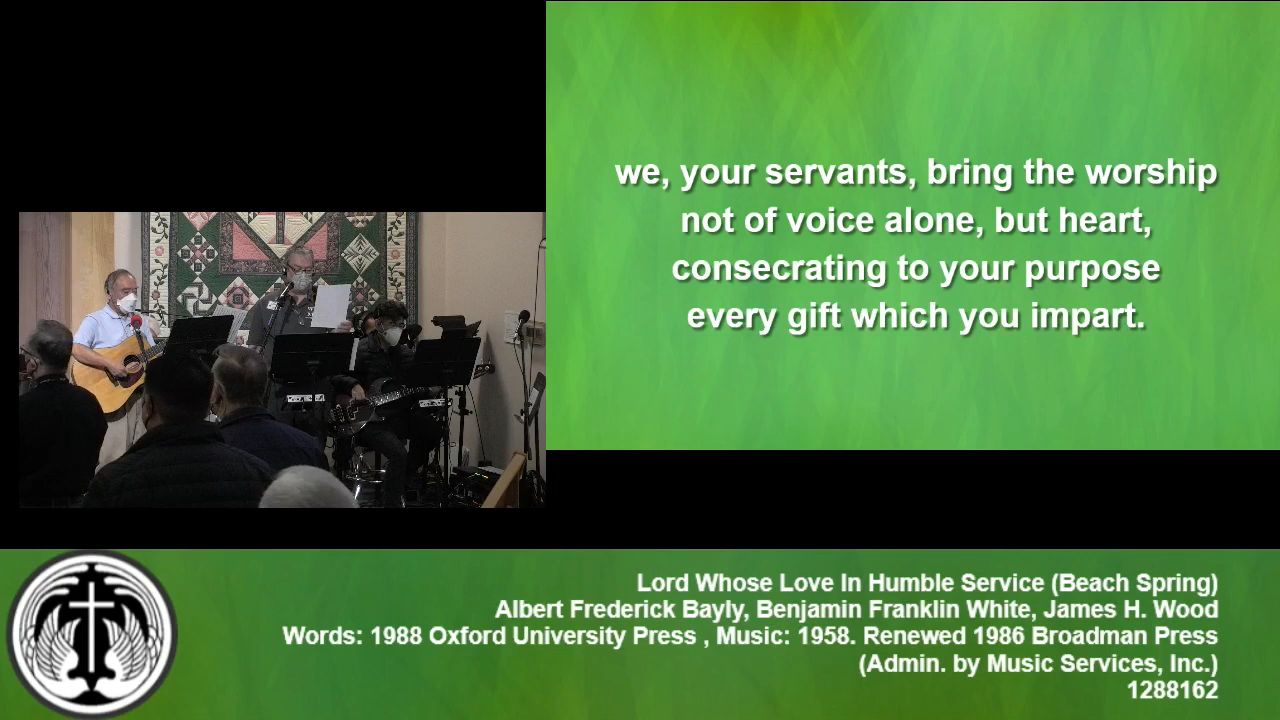 we, your servants, bring the worship
not of voice alone, but heart,
consecrating to your purpose
every gift which you impart.
Lord Whose Love In Humble Service (Beach Spring)
Albert Frederick Bayly, Benjamin Franklin White, James H. Wood
Words: 1988 Oxford University Press , Music: 1958. Renewed 1986 Broadman Press
(Admin. by Music Services, Inc.)
1288162